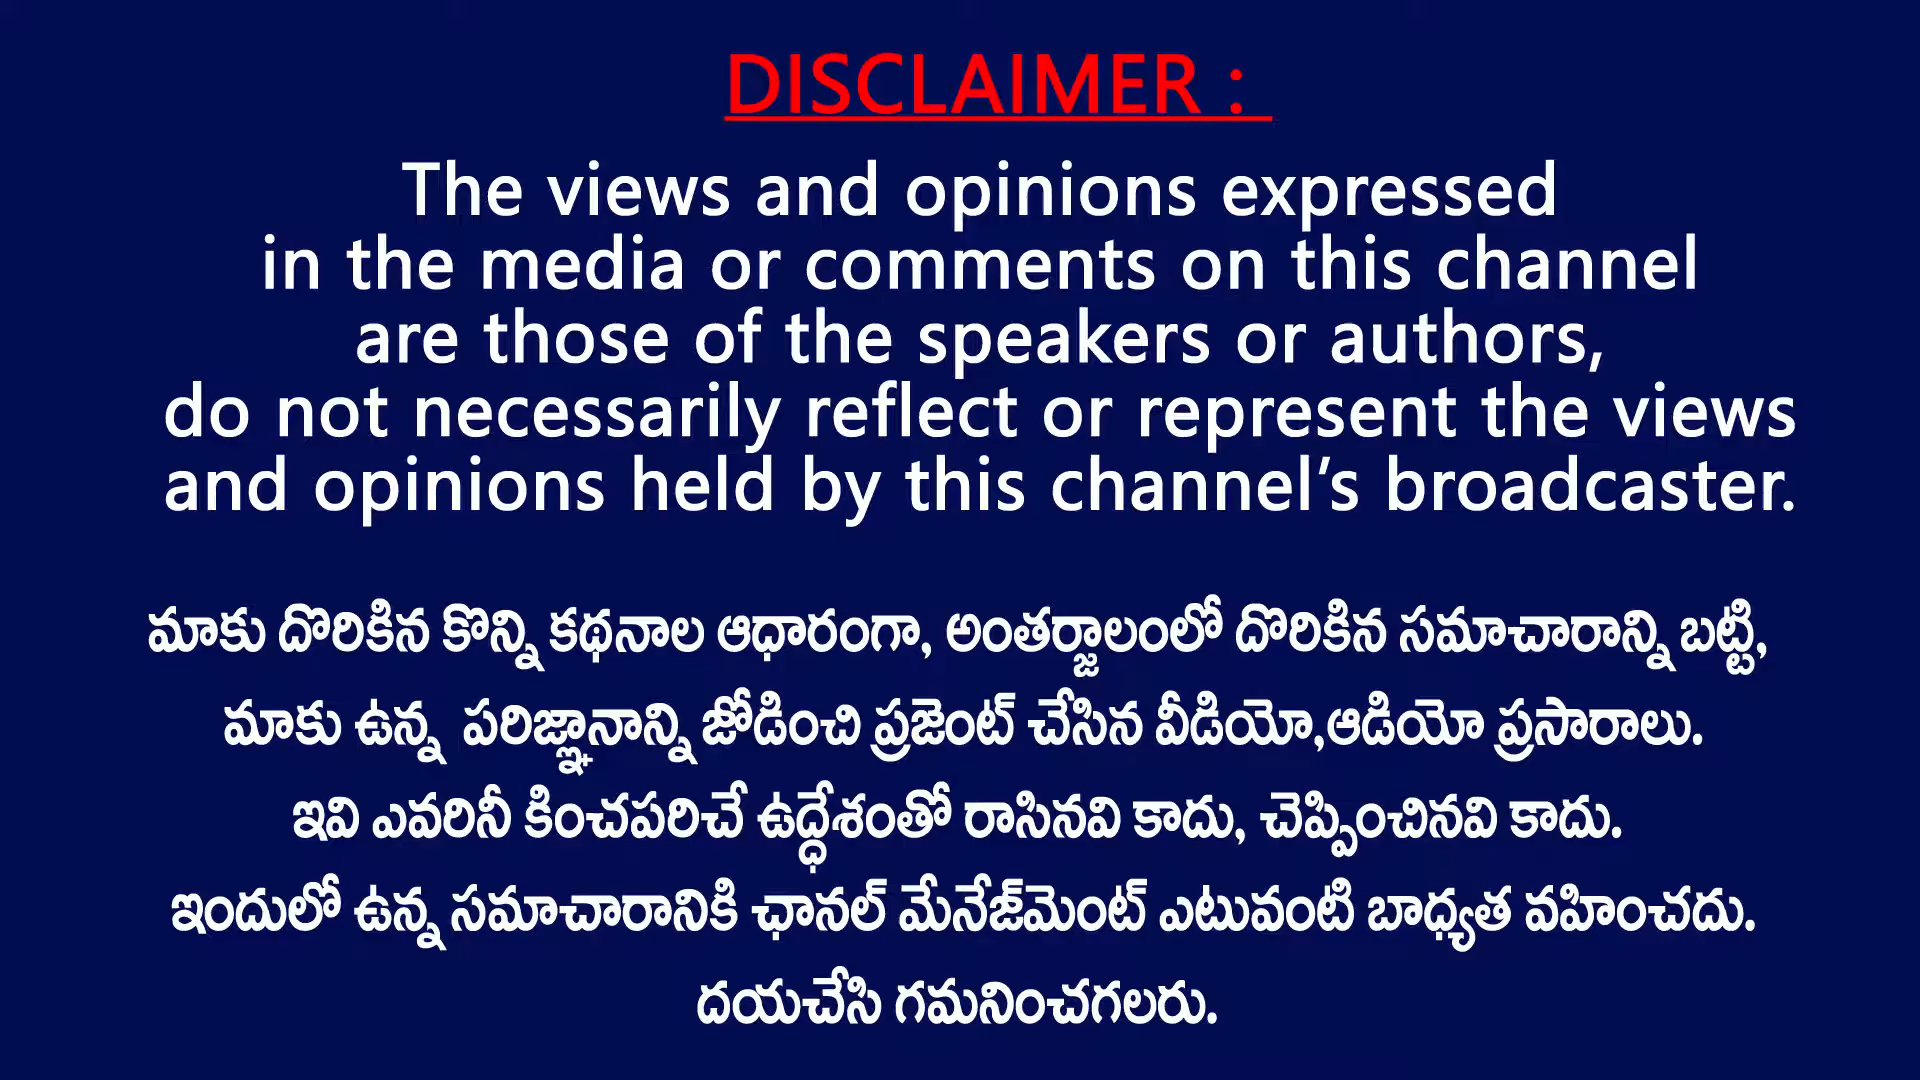 DISCLAIMER :
The views and opinions expressed
in the media or comments on this channel
are those of the speakers or authors,
do not necessarily reflect or represent the views
and opinions held by this channel’s broadcaster.
మాకు దొరికిన కొన్ని కథనాల ఆధారంగా, అంతర్జాలంలో దొరికిన సమాచారాన్ని బట్టి,
మాకు ఉన్న పరిజ్ఞానాన్ని జోడించి ప్రజెంట్ చేసిన వీడియో,ఆడియో ప్రసారాలు.
ఇవి ఎవరినీ కించపరిచే ఉద్ధేశంతో రాసినవి కాదు, చెప్పించినవి కాదు.
ఇందులో ఉన్న సమాచారానికి ఛానల్ మేనేజ్‌మెంట్ ఎటువంటి బాధ్యత వహించదు.
దయచేసి గమనించగలరు.